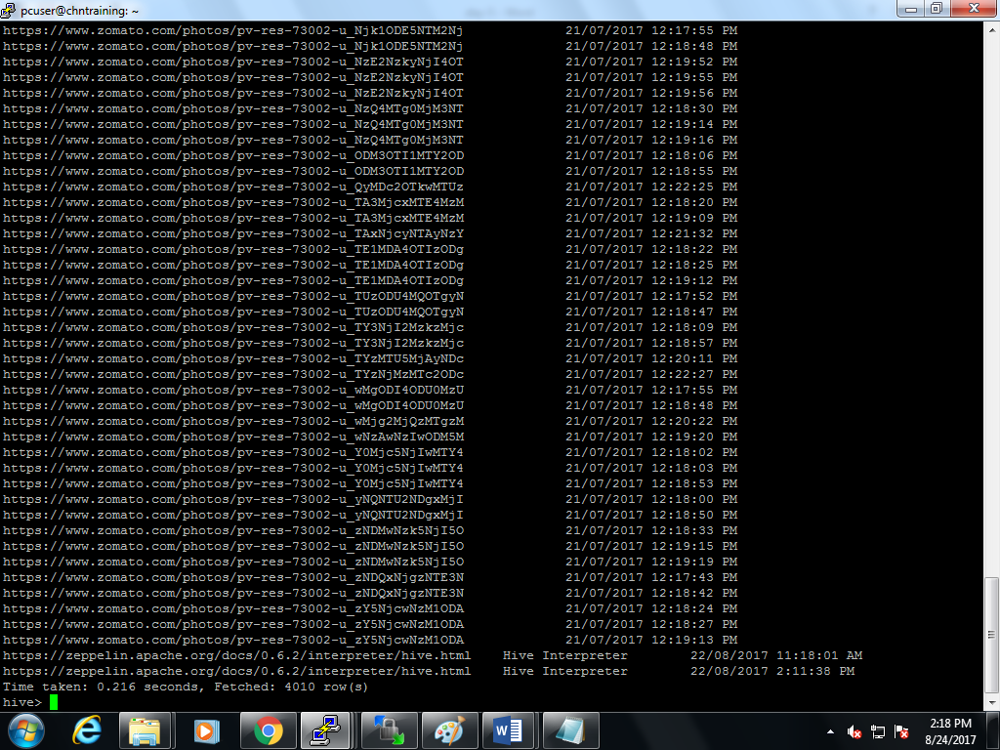 pcuser@chntraining: ~
https://www.zomato.com/photos/pv-res-73002-u_Njk1ODE5NTM2Nj 21/07/2017 12:17:55 PM
https://www.zomato.com/photos/pv-res-73002-u_Njk1ODE5NTM2Nj 21/07/2017 12:18:48 PM
https://www.zomato.com/photos/pv-res-73002-u_NzE2NzkyNjI4OT 21/07/2017 12:19:52 PM
https://www.zomato.com/photos/pv-res-73002-u_NzE2NzkyNjI4OT 21/07/2017 12:19:55 PM
https://www.zomato.com/photos/pv-res-73002-u_NzE2NzkyNjI4OT 21/07/2017 12:19:56 PM
https://www.zomato.com/photos/pv-res-73002-u_NzQ4MTg0MjM3NT 21/07/2017 12:18:30 PM
https://www.zomato.com/photos/pv-res-73002-u_NzQ4MTg0MjM3NT 21/07/2017 12:19:14 PM
https://www.zomato.com/photos/pv-res-73002-u_NzQ4MTg0MjM3NT 21/07/2017 12:19:16 PM
https://www.zomato.com/photos/pv-res-73002-u_ODM3OTI1MTY2OD 21/07/2017 12:18:06 PM
https://www.zomato.com/photos/pv-res-73002-u_ODM3OTI1MTY2OD 21/07/2017 12:18:55 PM
https://www.zomato.com/photos/pv-res-73002-u_QyMDc2OTkwMTUz 21/07/2017 12:22:25 PM
https://www.zomato.com/photos/pv-res-73002-u_TA3MjcxMTE4MzM 21/07/2017 12:18:20 PM
https://www.zomato.com/photos/pv-res-73002-u_TA3MjcxMTE4MzM 21/07/2017 12:19:09 PM
https://www.zomato.com/photos/pv-res-73002-u_TAxNjcyNTAyNzY 21/07/2017 12:21:32 PM
https://www.zomato.com/photos/pv-res-73002-u_TE1MDA4OTIzODg 21/07/2017 12:18:22 PM
https://www.zomato.com/photos/pv-res-73002-u_TE1MDA4OTIzODg 21/07/2017 12:18:25 PM
https://www.zomato.com/photos/pv-res-73002-u_TE1MDA4OTIzODg 21/07/2017 12:19:12 PM
https://www.zomato.com/photos/pv-res-73002-u_TUzODU4MQOTgyN 21/07/2017 12:17:52 PM
https://www.zomato.com/photos/pv-res-73002-u_TUzODU4MQOTgyN 21/07/2017 12:18:47 PM
https://www.zomato.com/photos/pv-res-73002-u_TY3NjI2MzkzMjc 21/07/2017 12:18:09 PM
https://www.zomato.com/photos/pv-res-73002-u_TY3NjI2MzkzMjc 21/07/2017 12:18:57 PM
https://www.zomato.com/photos/pv-res-73002-u_TYzMTU5MjAyNDc 21/07/2017 12:20:11 PM
https://www.zomato.com/photos/pv-res-73002-u_TYzNjMzMTc2ODc 21/07/2017 12:22:27 PM
https://www.zomato.com/photos/pv-res-73002-u_wMgODI4ODU0MzU 21/07/2017 12:17:55 PM
https://www.zomato.com/photos/pv-res-73002-u_wMgODI4ODU0MzU 21/07/2017 12:18:48 PM
https://www.zomato.com/photos/pv-res-73002-u_wMjg2MjQzMTgzM 21/07/2017 12:20:22 PM
https://www.zomato.com/photos/pv-res-73002-u_wNzAwNzIwODM5M 21/07/2017 12:19:20 PM
https://www.zomato.com/photos/pv-res-73002-u_Y0Mjc5NjIwMTY4 21/07/2017 12:18:02 PM
https://www.zomato.com/photos/pv-res-73002-u_Y0Mjc5NjIwMTY4 21/07/2017 12:18:03 PM
https://www.zomato.com/photos/pv-res-73002-u_Y0Mjc5NjIwMTY4 21/07/2017 12:18:53 PM
https://www.zomato.com/photos/pv-res-73002-u_yNQNTU2NDgxMjI 21/07/2017 12:18:00 PM
https://www.zomato.com/photos/pv-res-73002-u_yNQNTU2NDgxMjI 21/07/2017 12:18:50 PM
https://www.zomato.com/photos/pv-res-73002-u_zNDMwNzk5NjI5O 21/07/2017 12:18:33 PM
https://www.zomato.com/photos/pv-res-73002-u_zNDMwNzk5NjI5O 21/07/2017 12:19:15 PM
https://www.zomato.com/photos/pv-res-73002-u_zNDMwNzk5NjI5O 21/07/2017 12:19:19 PM
https://www.zomato.com/photos/pv-res-73002-u_zNDQxNjgzNTE3N 21/07/2017 12:17:43 PM
https://www.zomato.com/photos/pv-res-73002-u_zNDQxNjgzNTE3N 21/07/2017 12:18:42 PM
https://www.zomato.com/photos/pv-res-73002-u_zY5NjcwNzM1ODA 21/07/2017 12:18:24 PM
https://www.zomato.com/photos/pv-res-73002-u_zY5NjcwNzM1ODA 21/07/2017 12:18:27 PM
https://www.zomato.com/photos/pv-res-73002-u_zY5NjcwNzM1ODA 21/07/2017 12:19:13 PM
https://zeppelin.apache.org/docs/0.6.2/interpreter/hive.html Hive Interpreter 22/08/2017 11:18:01 AM
https://zeppelin.apache.org/docs/0.6.2/interpreter/hive.html Hive Interpreter 22/08/2017 2:11:38 PM
Time taken: 0.216 seconds, Fetched: 4010 row(s)
hive>
2:18 PM
8/24/2017